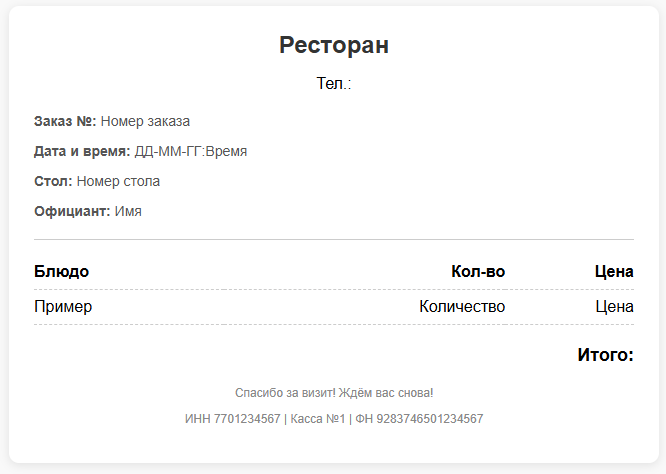 Ресторан
Тел.:
Заказ №: Номер заказа
Дата и время: ДД-ММ-ГГ:Время
Стол: Номер стола
Официант: Имя
Блюдо Кол-во Цена
Пример Количество Цена
Итого:
Спасибо за визит! Ждём вас снова!
ИНН 7701234567 | Касса №1 | ФН 9283746501234567